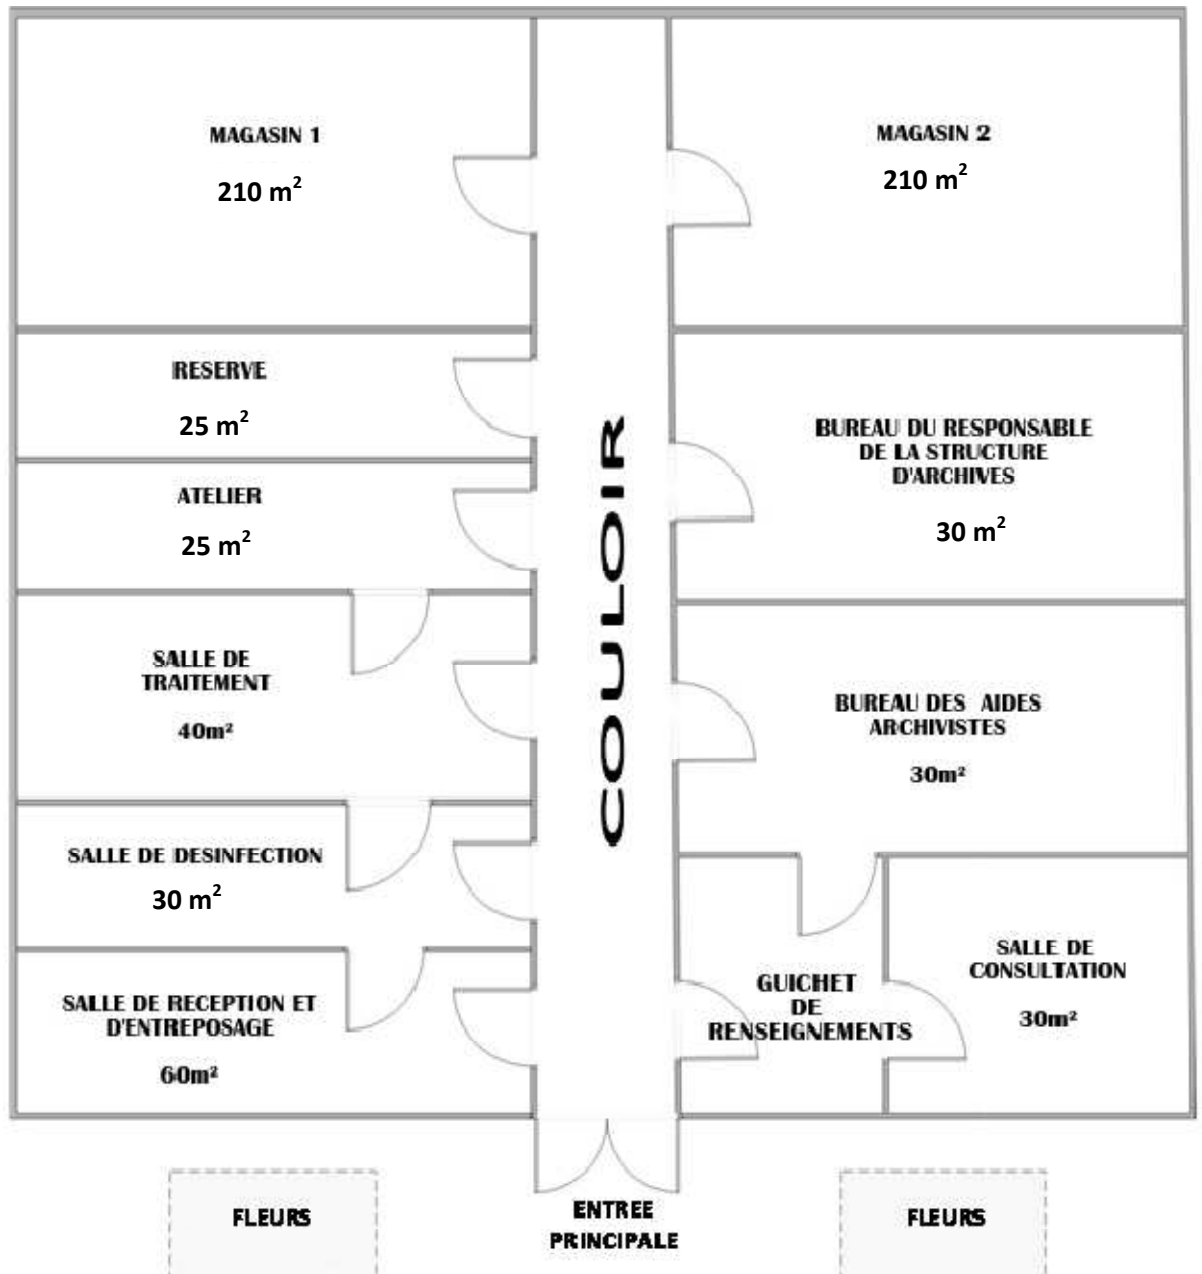 MAGASIN 1
210 m²
MAGASIN 2
210 m²
RESERVE
25 m²
ATELIER
25 m²
SALLE DE
TRAITEMENT
40m²
SALLE DE DESINFECTION
30 m²
SALLE DE RECEPTION ET
D'ENTREPOSAGE
60m²
COULOIR
BUREAU DU RESPONSABLE
DE LA STRUCTURE
D'ARCHIVES
30 m²
BUREAU DES AIDES
ARCHIVISTES
30m²
GUICHET
DE
RENSEIGNEMENTS
SALLE DE
CONSULTATION
30m²
FLEURS
ENTREE
PRINCIPALE
FLEURS